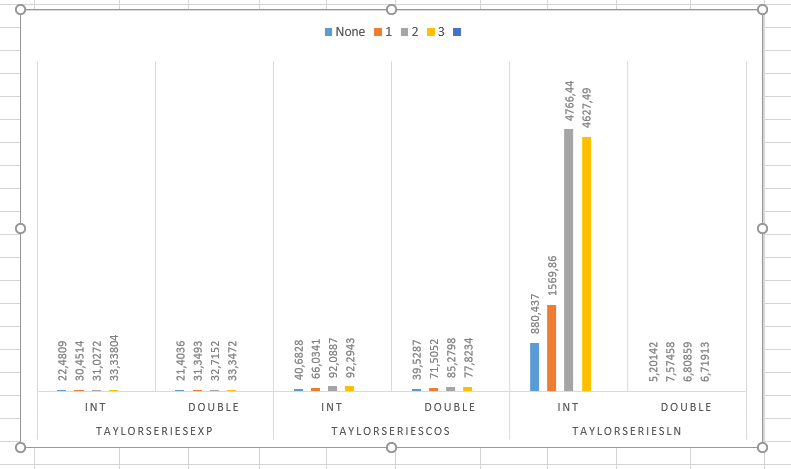 None 1 2 3
22,4809 30,4514 31,0272 33,33804
21,4036 31,3493 32,7152 33,3472
40,6828 66,0341 92,0887 92,2943
39,5287 71,5052 85,2798 77,8234
880,437 1569,86 4766,44 4627,49
5,20142 7,57458 6,80859 6,71913
INT DOUBLE INT DOUBLE INT DOUBLE
TAYLORSERIESEXP TAYLORSERIESCOS TAYLORSERIESLN